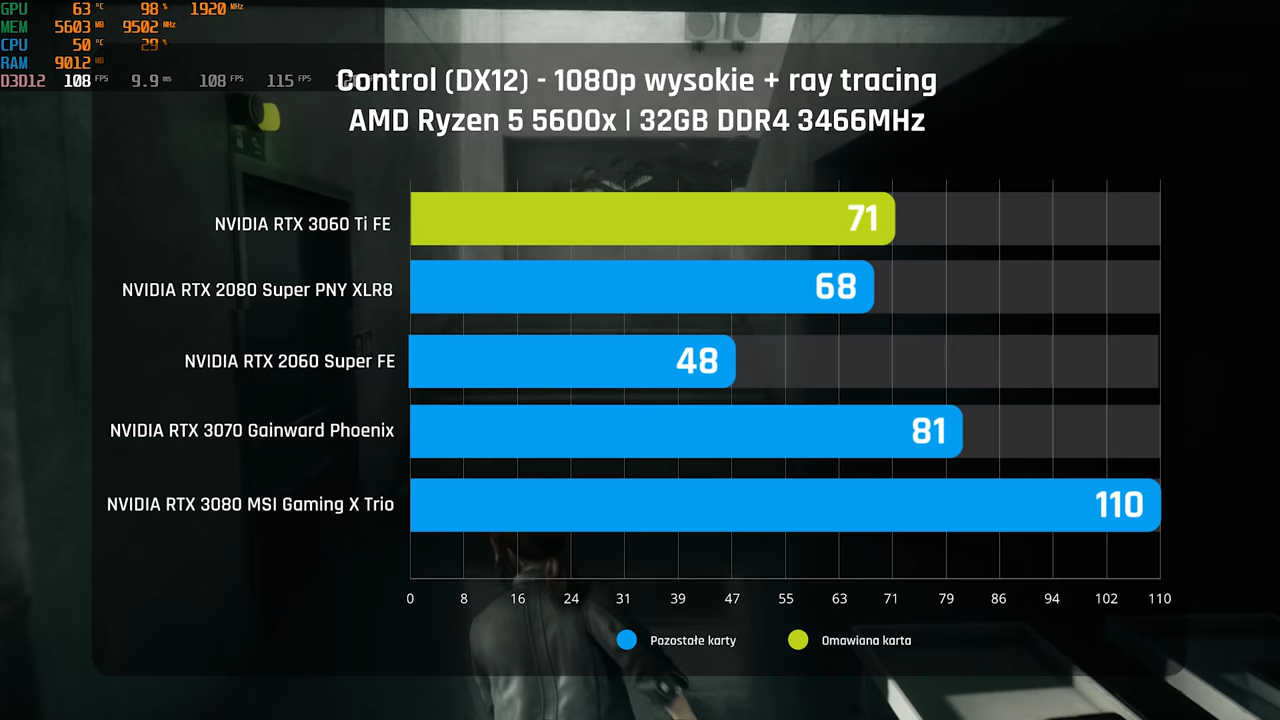 GPU 63 °C 98 % 1920 MHz
MEM 5603 MB 9502 MHz
CPU 50 °C 29 %
RAM 9012 MB
D3D12 108 FPS 9.9 ms 108 FPS 115 FPS
Control (DX12) - 1080p wysokie + ray tracing
AMD Ryzen 5 5600x | 32GB DDR4 3466MHz
NVIDIA RTX 3060 Ti FE 71
NVIDIA RTX 2080 Super PNY XLR8 68
NVIDIA RTX 2060 Super FE 48
NVIDIA RTX 3070 Gainward Phoenix 81
NVIDIA RTX 3080 MSI Gaming X Trio 110
0 8 16 24 31 39 47 55 63 71 79 86 94 102 110
Pozostałe karty Omawiana karta